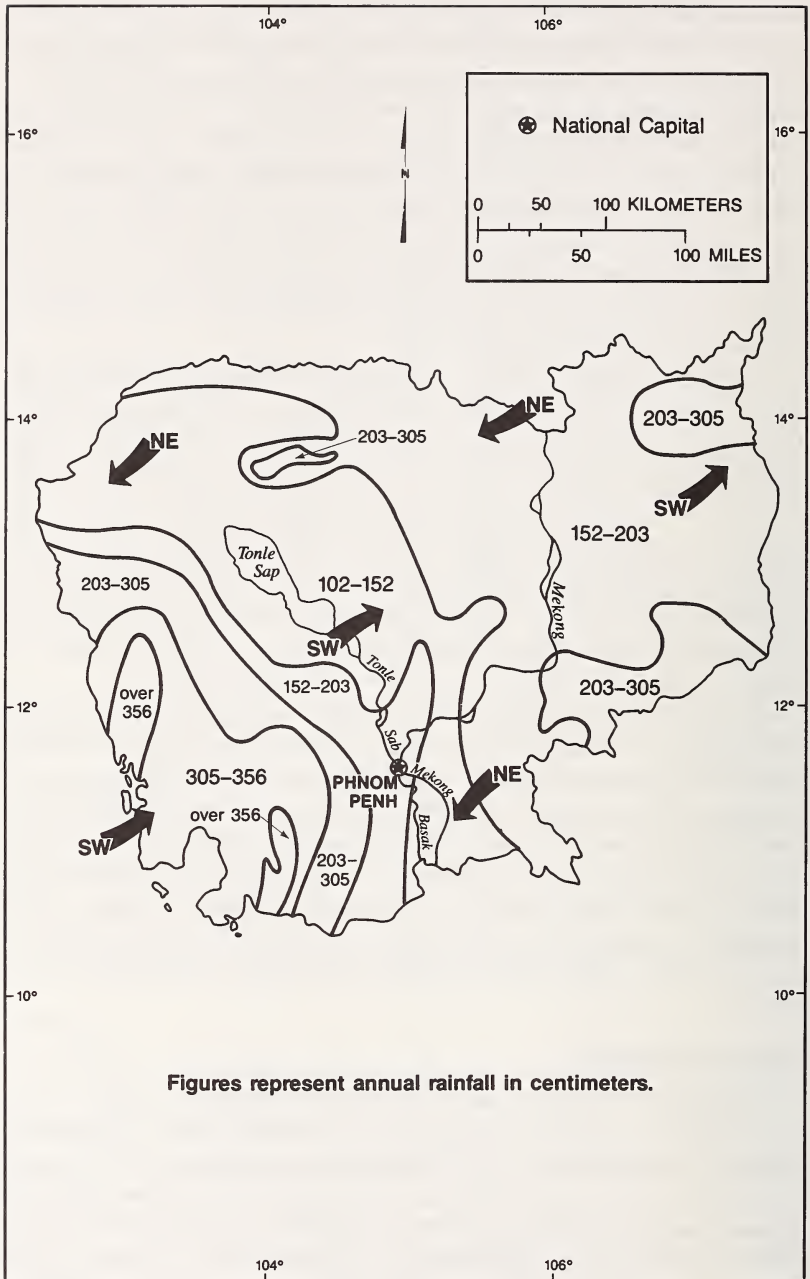 104°
106°
16°
16°
National Capital
N
0 50 100 KILOMETERS
0 50 100 MILES
14°
14°
NE
NE
203–305
203–305
SW
152–203
Tonle
Sap
102–152
Mekong
203–305
SW
Tonle
152–203
203–305
12°
12°
over
356
Sab
PHNOM
PENH
Mekong
NE
305–356
over 356
Basak
SW
203–
305
10°
10°
Figures represent annual rainfall in centimeters.
104°
106°